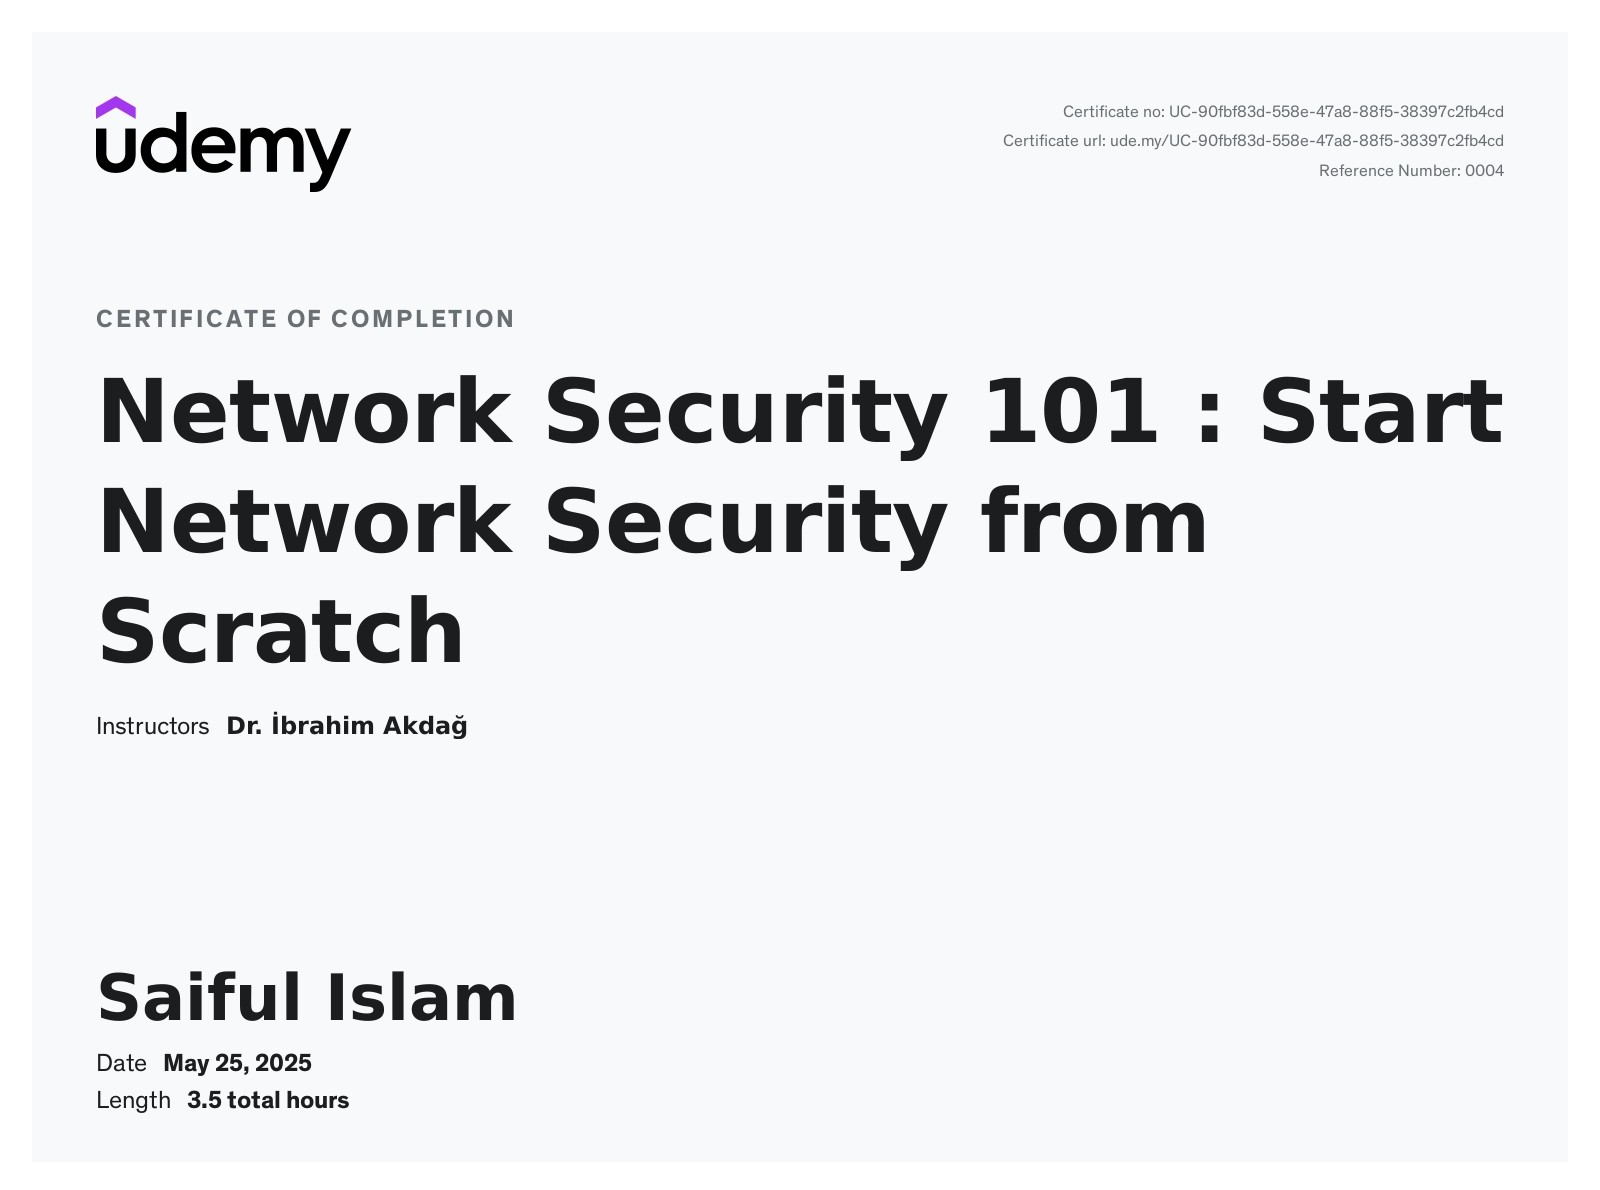 udemy
Certificate no: UC-90fbf83d-558e-47a8-88f5-38397c2fb4cd
Certificate url: ude.my/UC-90fbf83d-558e-47a8-88f5-38397c2fb4cd
Reference Number: 0004
CERTIFICATE OF COMPLETION
Network Security 101 : Start
Network Security from
Scratch
Instructors Dr. İbrahim Akdağ
Saiful Islam
Date May 25, 2025
Length 3.5 total hours